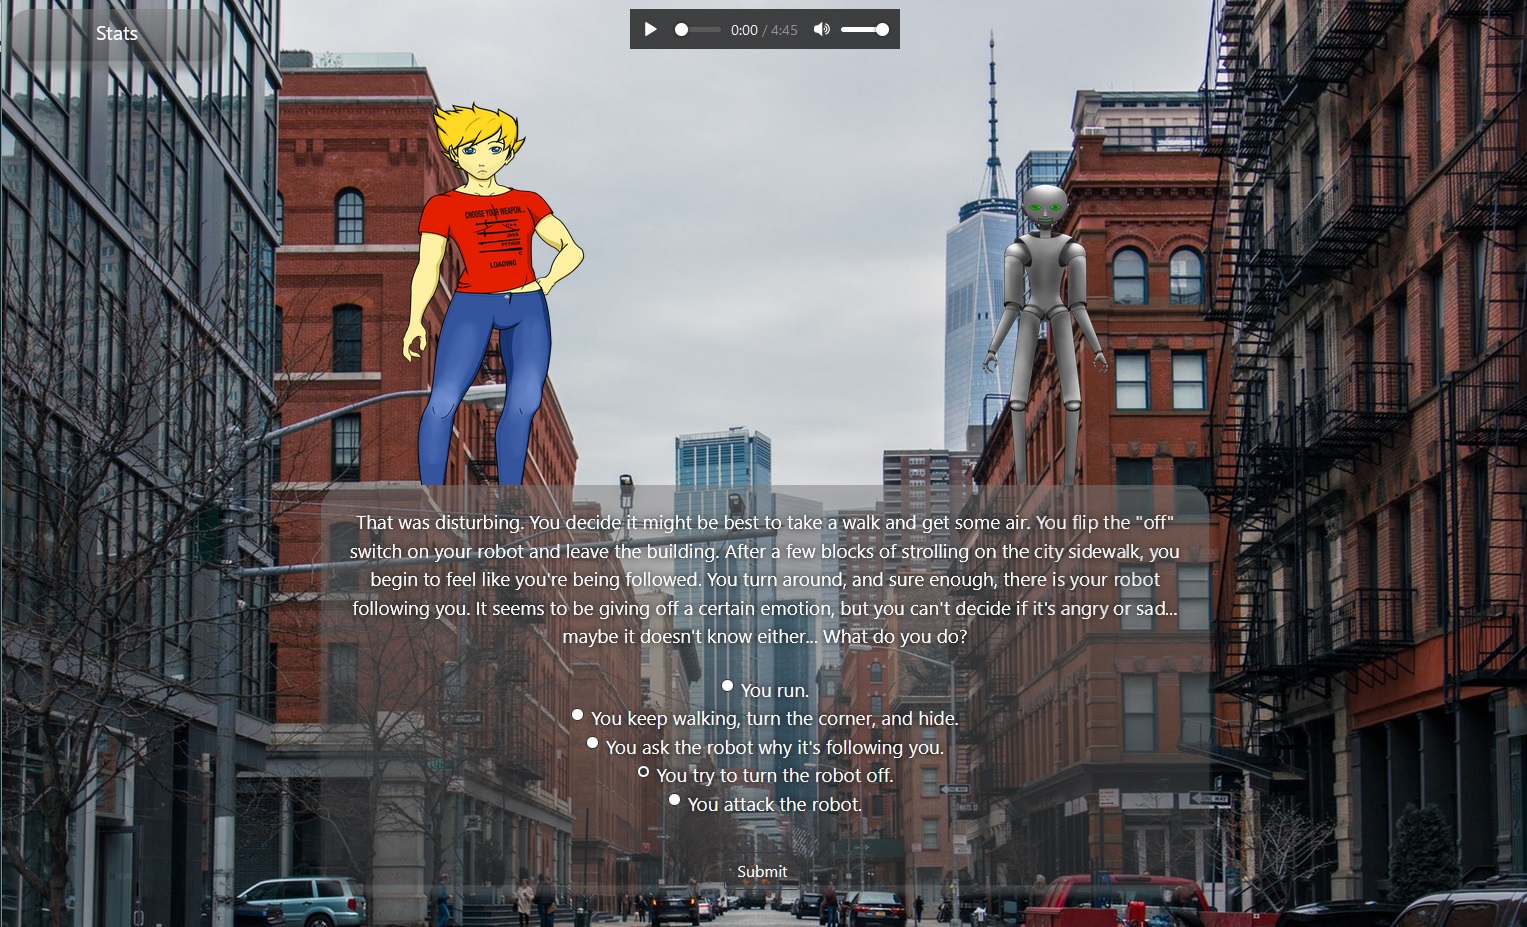 Stats
0:00 / 4:45
CHOOSE YOUR WEAPON...
C++
JAVA
PYTHON
C
LOADING
That was disturbing. You decide it might be best to take a walk and get some air. You flip the "off"
switch on your robot and leave the building. After a few blocks of strolling on the city sidewalk, you
begin to feel like you're being followed. You turn around, and sure enough, there is your robot
following you. It seems to be giving off a certain emotion, but you can't decide if it's angry or sad...
maybe it doesn't know either... What do you do?
You run.
You keep walking, turn the corner, and hide.
You ask the robot why it's following you.
You try to turn the robot off.
You attack the robot.
Submit